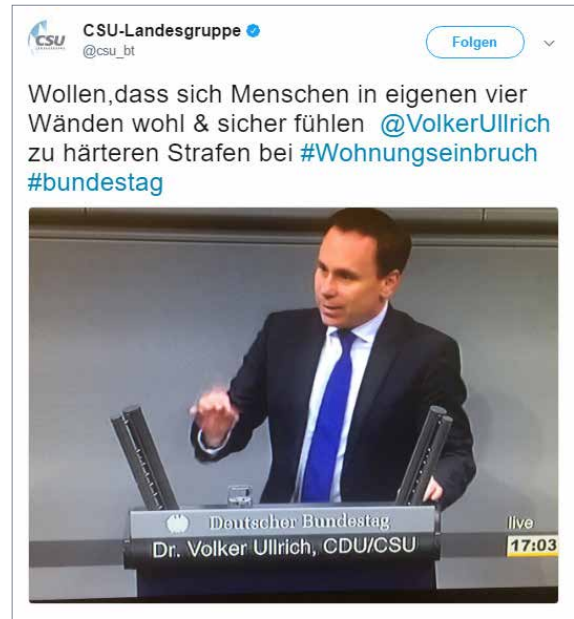 CSU
CSU-Landesgruppe
@csu_bt
Folgen
Wollen,dass sich Menschen in eigenen vier
Wänden wohl & sicher fühlen @VolkerUllrich
zu härteren Strafen bei #Wohnungseinbruch
#bundestag
Deutscher Bundestag
Dr. Volker Ullrich, CDU/CSU
live
17:03